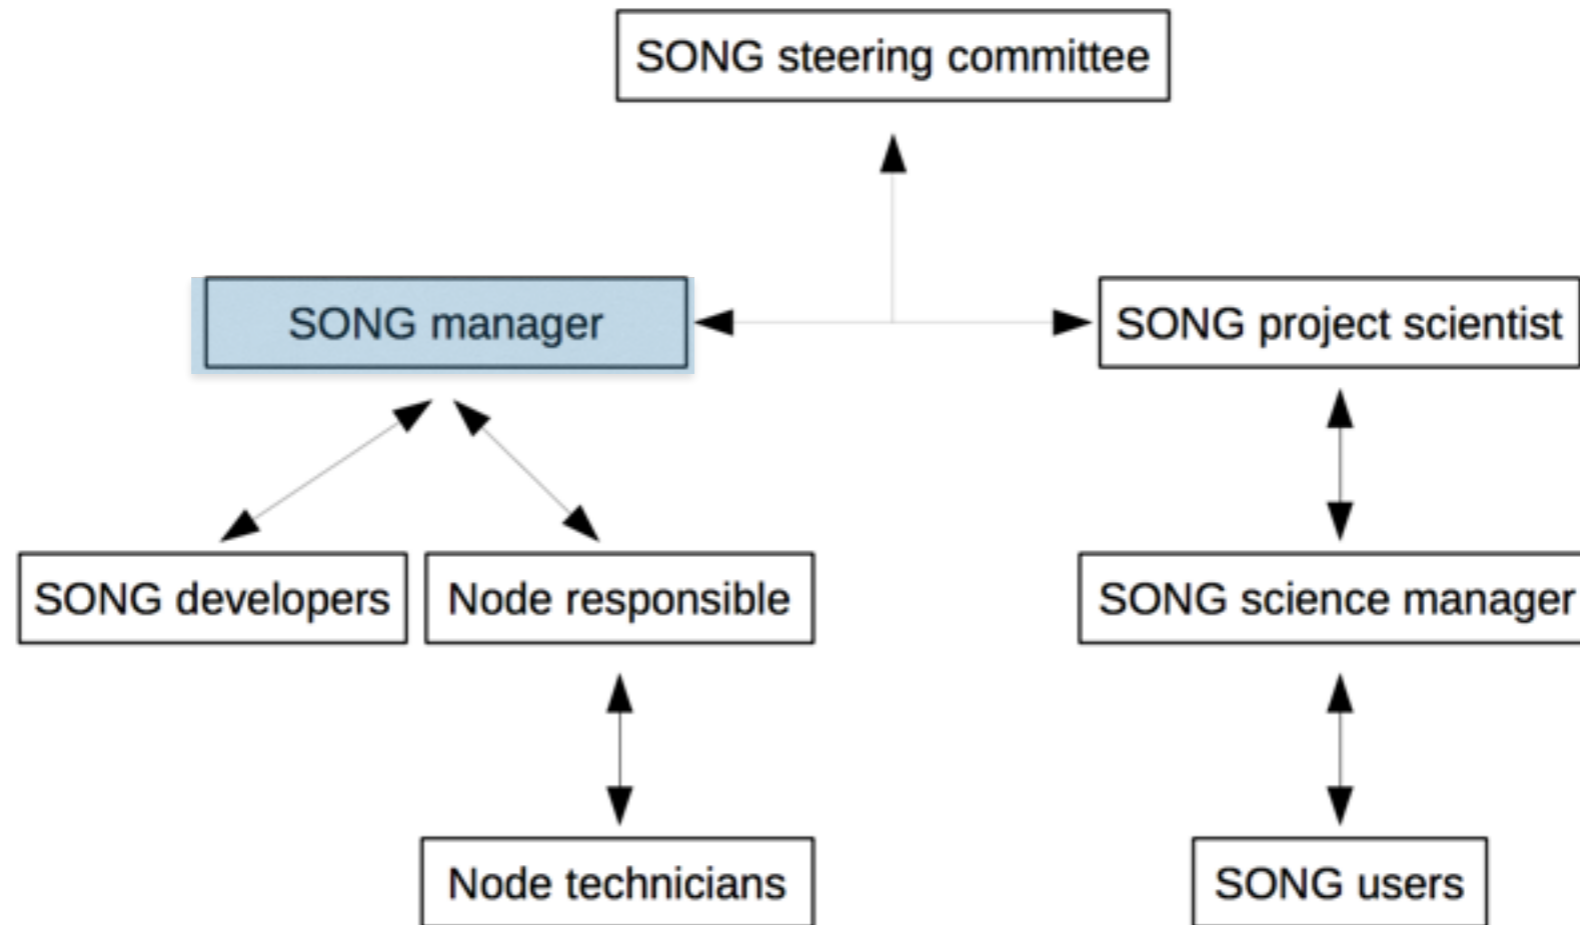 SONG steering committee
SONG manager
SONG project scientist
SONG developers
Node responsible
SONG science manager
Node technicians
SONG users